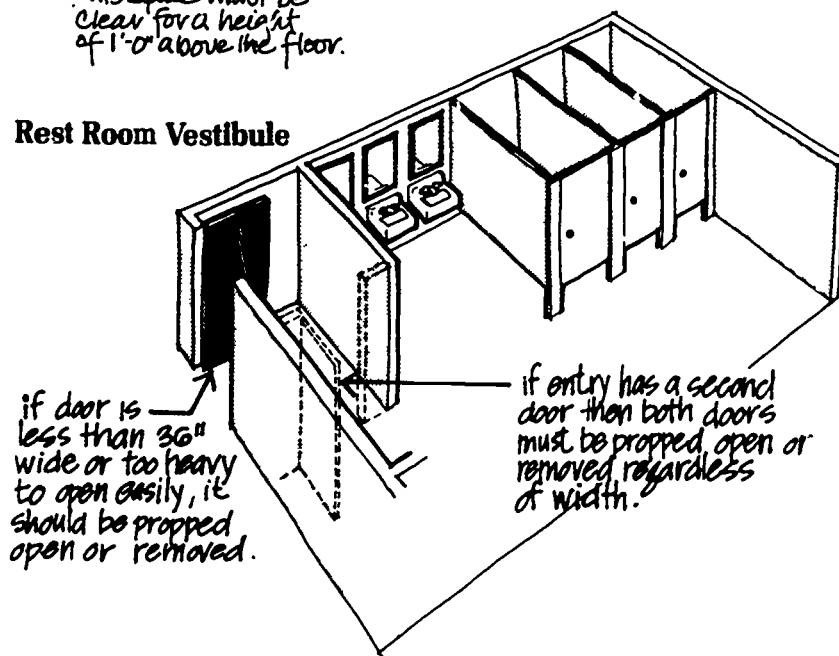 clear for a height
of 1'-0" above the floor.
Rest Room Vestibule
if door is
less than 36"
wide or too heavy
to open easily, it
should be propped
open or removed.
if entry has a second
door then both doors
must be propped open or
removed regardless
of width.